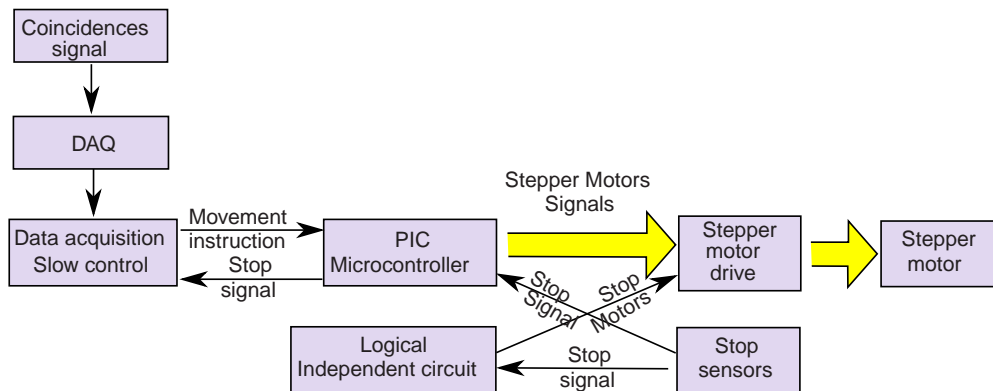 Coincidences
signal
DAQ
Data acquisition
Slow control
Movement
instruction
Stop
signal
PIC
Microcontroller
Stepper Motors
Signals
Stepper
motor
drive
Stepper
motor
Stop
Signal
Stop
Motors
Logical
Independent circuit
Stop
signal
Stop
sensors